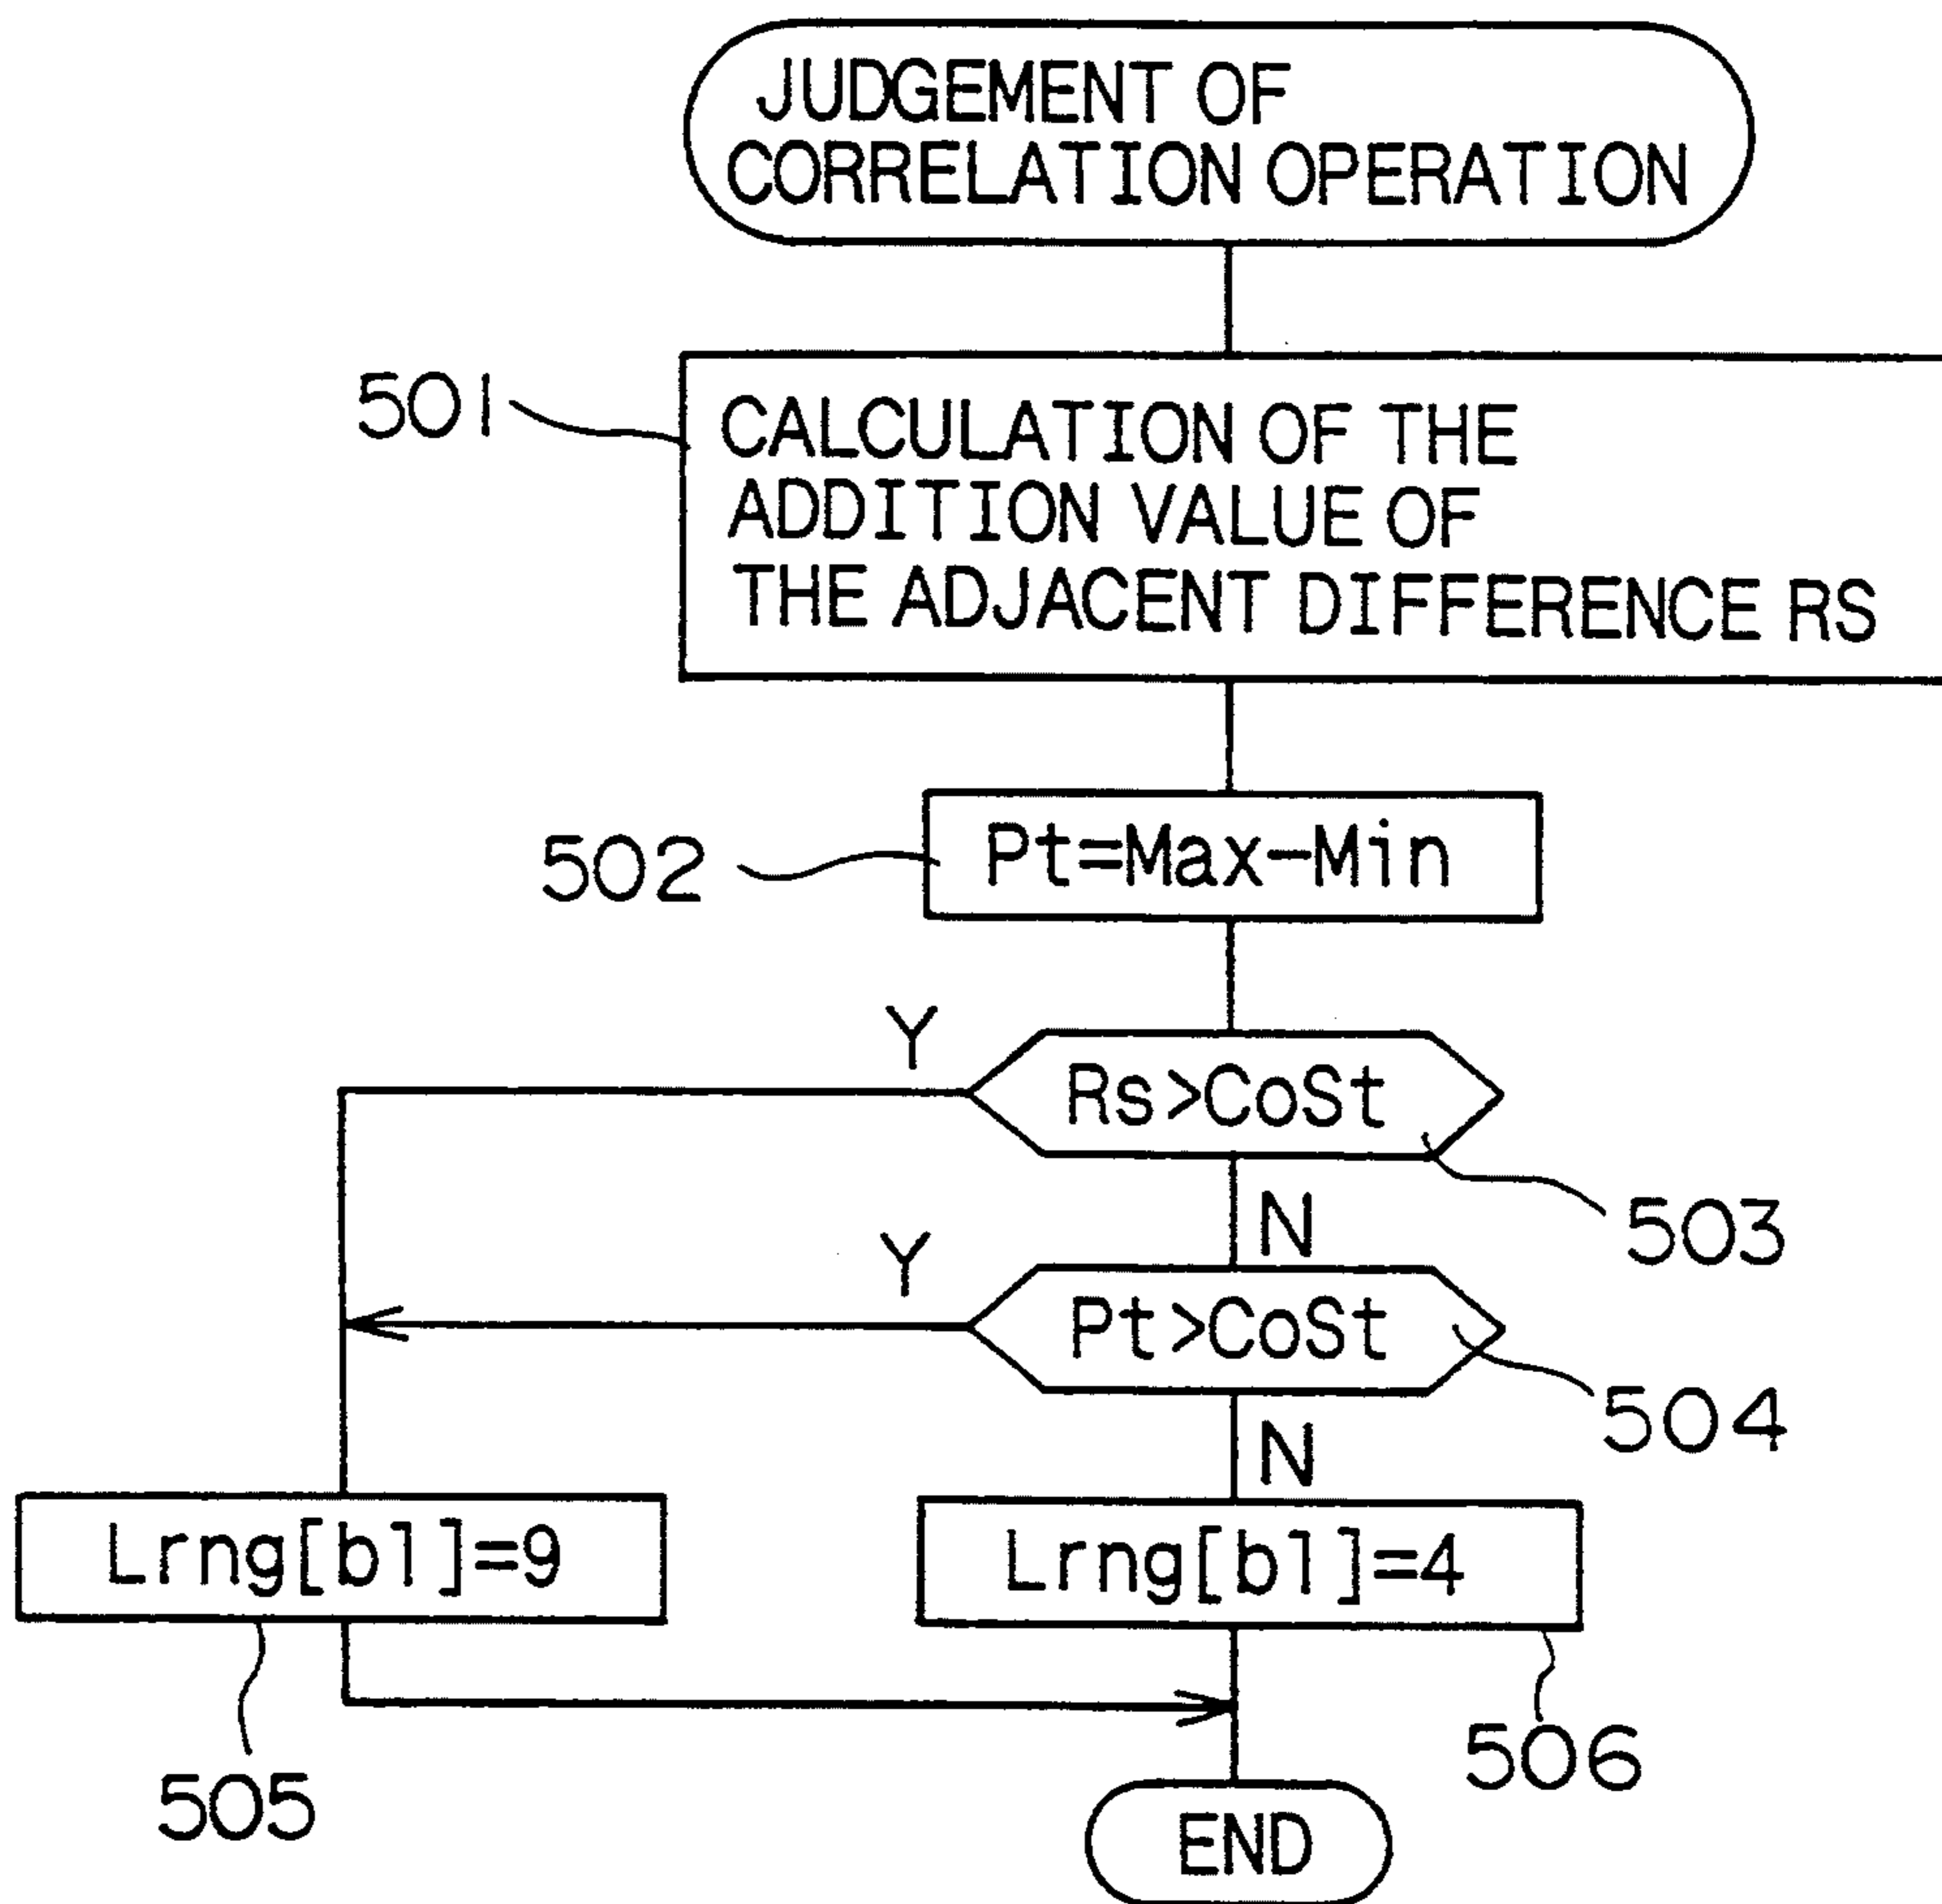 JUDGEMENT OF
CORRELATION OPERATION
501
CALCULATION OF THE
ADDITION VALUE OF
THE ADJACENT DIFFERENCE RS
502
Pt=Max-Min
Y
Rs>CoSt
503
N
Y
Pt>CoSt
504
N
Lrng[bl]=9
Lrng[bl]=4
505
506
END